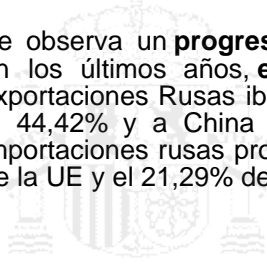 e observa un progres
n los últimos años, e
xportaciones Rusas ib
44,42% y a China
mportaciones rusas pro
e la UE y el 21,29% de